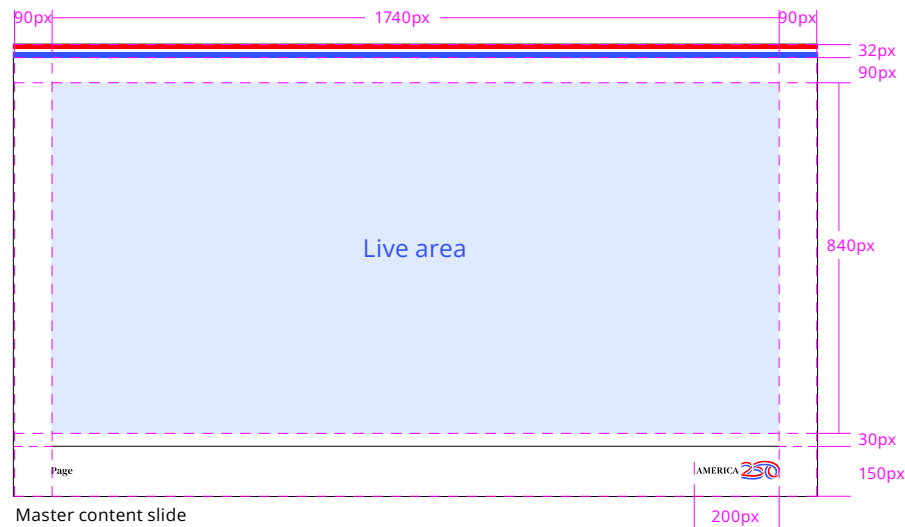 90px
1740px
90px
32px
90px
Live area
840px
30px
Page
AMERICA 250
150px
200px
Master content slide